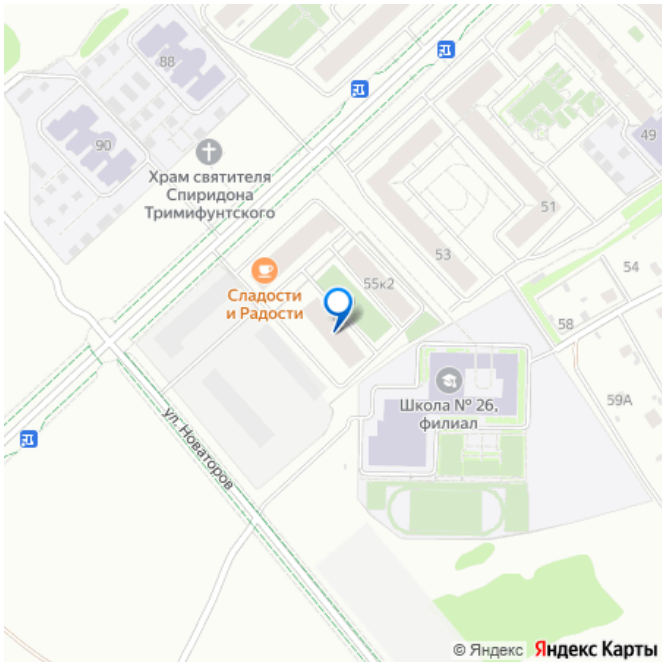 88
90
Храм святителя
Спиридона
Тримифунтского
49
51
53
54
55к2
Сладости
и Радости
58
59А
Школа № 26,
филиал
ул. Новаторов
© Яндекс Яндекс Карты